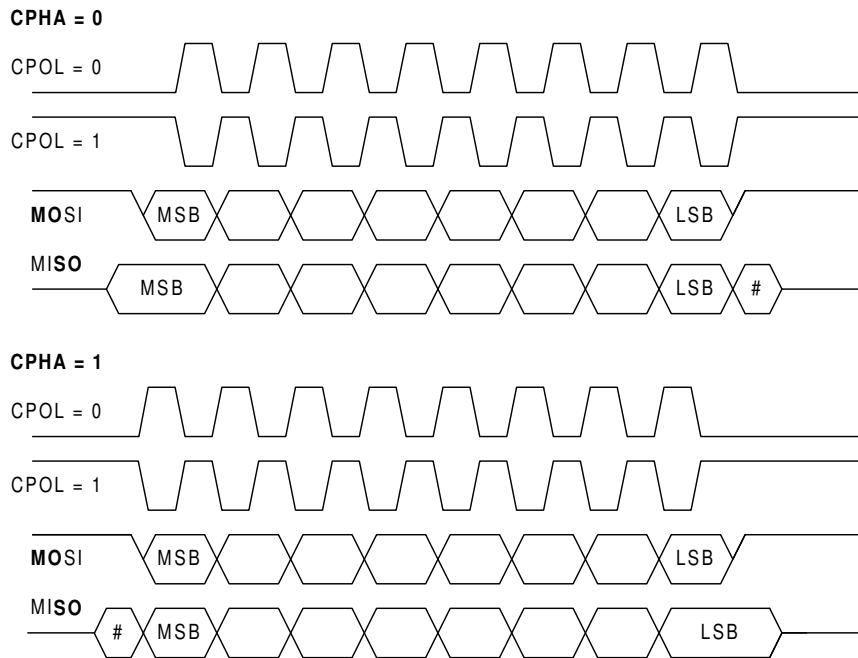 CPHA = 0
CPOL = 0
CPOL = 1
MOSI MSB LSB
MISO MSB LSB #
CPHA = 1
CPOL = 0
CPOL = 1
MOSI MSB LSB
MISO # MSB LSB